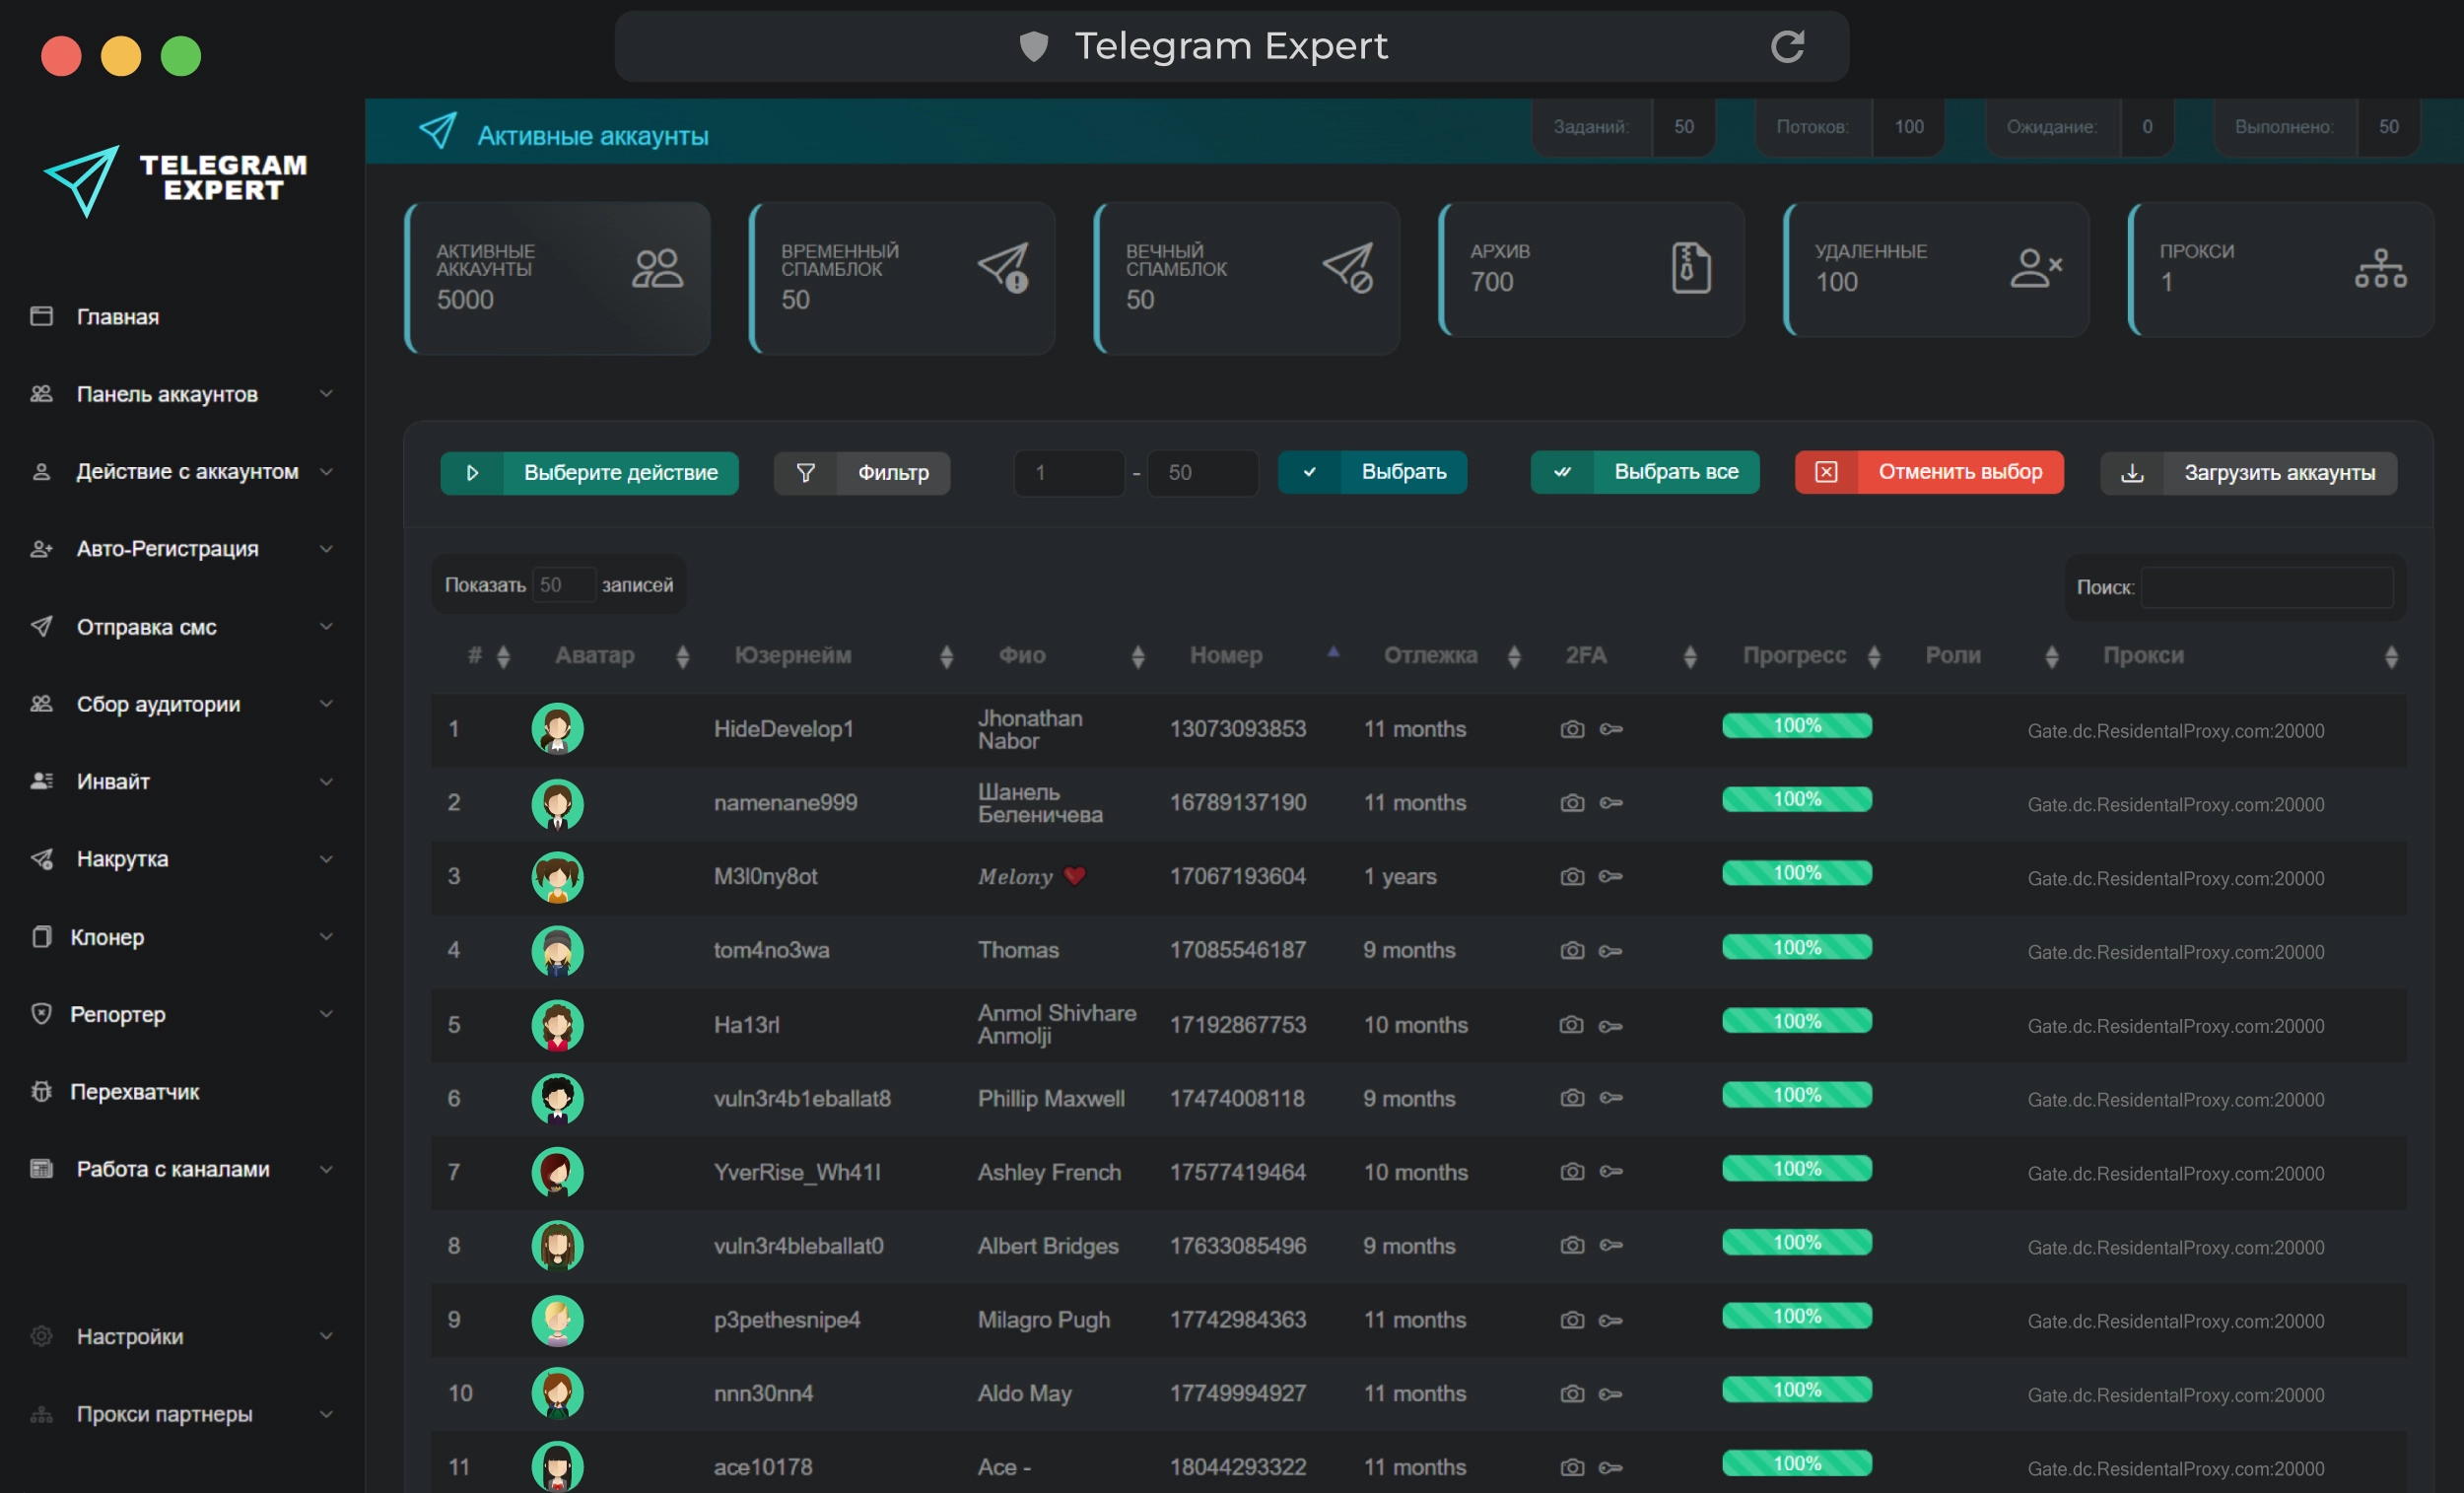 Telegram Expert
TELEGRAM
EXPERT
Главная
Панель аккаунтов
Действие с аккаунтом
Авто-Регистрация
Отправка смс
Сбор аудитории
Инвайт
Накрутка
Клонер
Репортер
Перехватчик
Работа с каналами
Настройки
Прокси партнеры
Активные аккаунты
Заданий: 50
Потоков: 100
Ожидание: 0
Выполнено: 50
АКТИВНЫЕ
АККАУНТЫ
5000
ВРЕМЕННЫЙ
СПАМБЛОК
50
ВЕЧНЫЙ
СПАМБЛОК
50
АРХИВ
700
УДАЛЕННЫЕ
100
ПРОКСИ
1
Выберите действие Фильтр 1 - 50 Выбрать Выбрать все Отменить выбор Загрузить аккаунты
Показать 50 записей Поиск:
# Аватар Юзернейм Фио Номер Отлежка 2FA Прогресс Роли Прокси
1 HideDevelop1 Jhonathan Nabor 13073093853 11 months 100% Gate.dc.ResidentalProxy.com:20000
2 namenane999 Шанель Беленичева 16789137190 11 months 100% Gate.dc.ResidentalProxy.com:20000
3 M3l0ny8ot Melony ❤ 17067193604 1 years 100% Gate.dc.ResidentalProxy.com:20000
4 tom4no3wa Thomas 17085546187 9 months 100% Gate.dc.ResidentalProxy.com:20000
5 Ha13rl Anmol Shivhare Anmolji 17192867753 10 months 100% Gate.dc.ResidentalProxy.com:20000
6 vuln3r4b1eballat8 Phillip Maxwell 17474008118 9 months 100% Gate.dc.ResidentalProxy.com:20000
7 YverRise_Wh41l Ashley French 17577419464 10 months 100% Gate.dc.ResidentalProxy.com:20000
8 vuln3r4bleballat0 Albert Bridges 17633085496 9 months 100% Gate.dc.ResidentalProxy.com:20000
9 p3pethesnipe4 Milagro Pugh 17742984363 11 months 100% Gate.dc.ResidentalProxy.com:20000
10 nnn30nn4 Aldo May 17749994927 11 months 100% Gate.dc.ResidentalProxy.com:20000
11 ace10178 Ace - 18044293322 11 months 100% Gate.dc.ResidentalProxy.com:20000